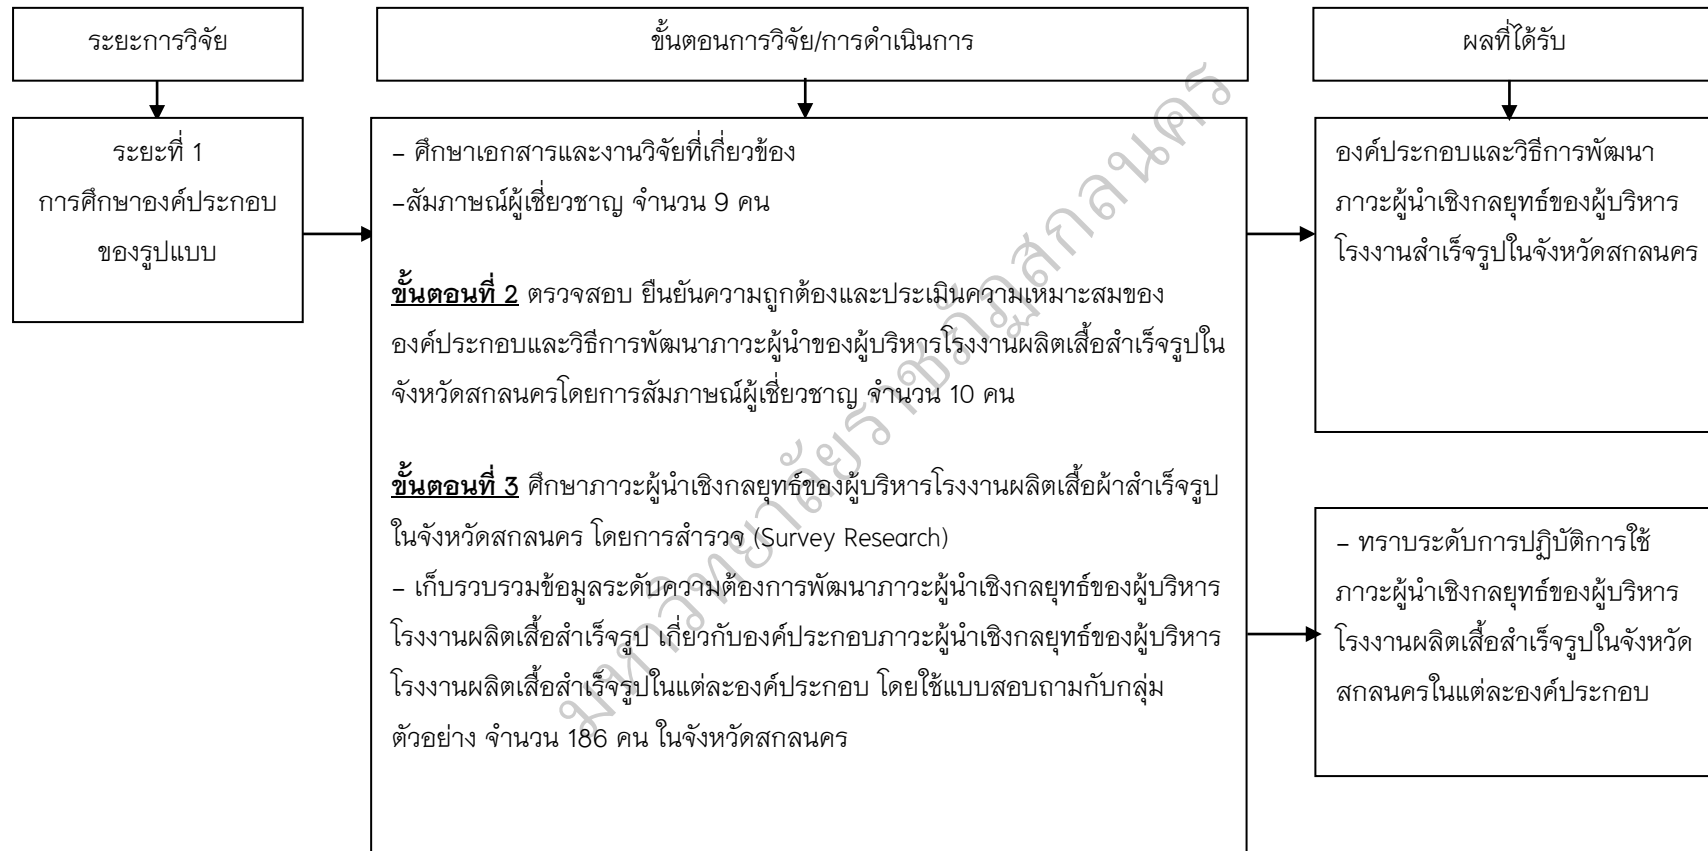 ระยะการวิจัย
ขั้นตอนการวิจัย/การดำเนินการ
ผลที่ได้รับ
ระยะที่ 1
การศึกษาองค์ประกอบ
ของรูปแบบ
– ศึกษาเอกสารและงานวิจัยที่เกี่ยวข้อง
–สัมภาษณ์ผู้เชี่ยวชาญ จำนวน 9 คน
ขั้นตอนที่ 2 ตรวจสอบ ยืนยันความถูกต้องและประเมินความเหมาะสมของ
องค์ประกอบและวิธีการพัฒนาภาวะผู้นำของผู้บริหารโรงงานผลิตเสื้อสำเร็จรูปใน
จังหวัดสกลนครโดยการสัมภาษณ์ผู้เชี่ยวชาญ จำนวน 10 คน
ขั้นตอนที่ 3 ศึกษาภาวะผู้นำเชิงกลยุทธ์ของผู้บริหารโรงงานผลิตเสื้อผ้าสำเร็จรูป
ในจังหวัดสกลนคร โดยการสำรวจ (Survey Research)
– เก็บรวบรวมข้อมูลระดับความต้องการพัฒนาภาวะผู้นำเชิงกลยุทธ์ของผู้บริหาร
โรงงานผลิตเสื้อสำเร็จรูป เกี่ยวกับองค์ประกอบภาวะผู้นำเชิงกลยุทธ์ของผู้บริหาร
โรงงานผลิตเสื้อสำเร็จรูปในแต่ละองค์ประกอบ โดยใช้แบบสอบถามกับกลุ่ม
ตัวอย่าง จำนวน 186 คน ในจังหวัดสกลนคร
องค์ประกอบและวิธีการพัฒนา
ภาวะผู้นำเชิงกลยุทธ์ของผู้บริหาร
โรงงานสำเร็จรูปในจังหวัดสกลนคร
– ทราบระดับการปฏิบัติการใช้
ภาวะผู้นำเชิงกลยุทธ์ของผู้บริหาร
โรงงานผลิตเสื้อสำเร็จรูปในจังหวัด
สกลนครในแต่ละองค์ประกอบ
มหาวิทยาลัยราชภัฏสกลนคร